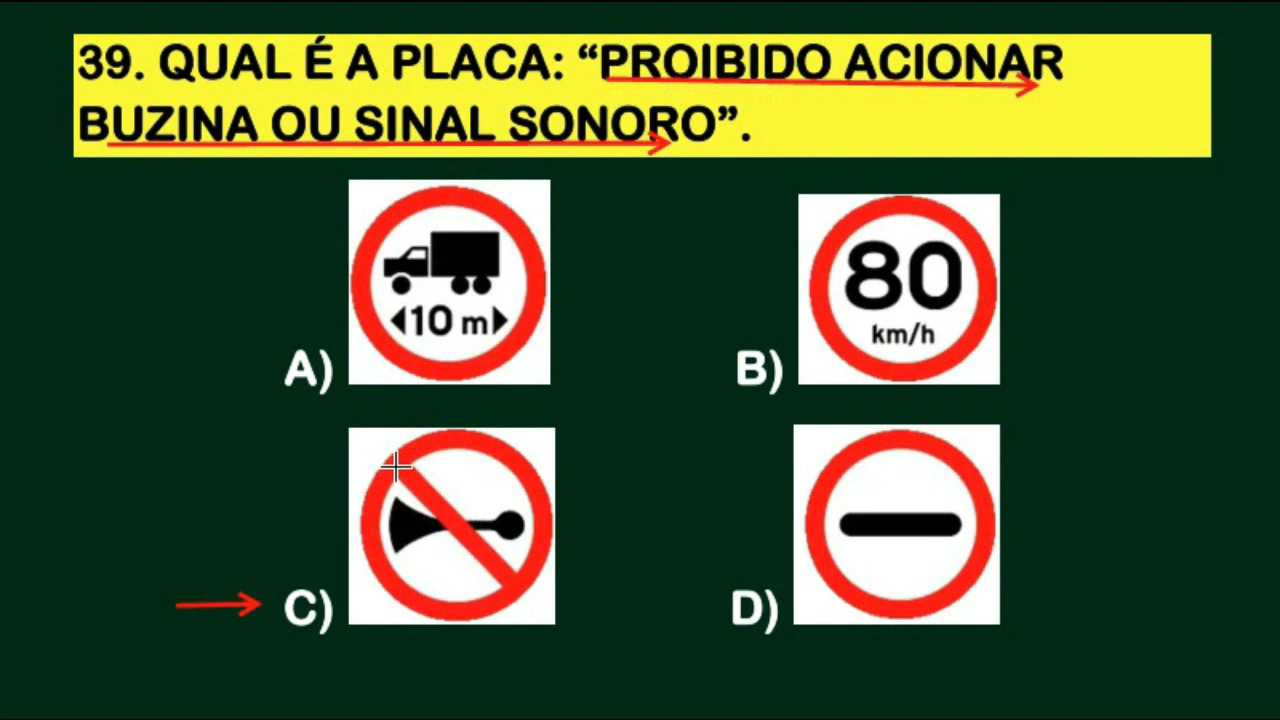 39. QUAL É A PLACA: “PROIBIDO ACIONAR
BUZINA OU SINAL SONORO”.
10 m
A)
80
km/h
B)
C)
D)